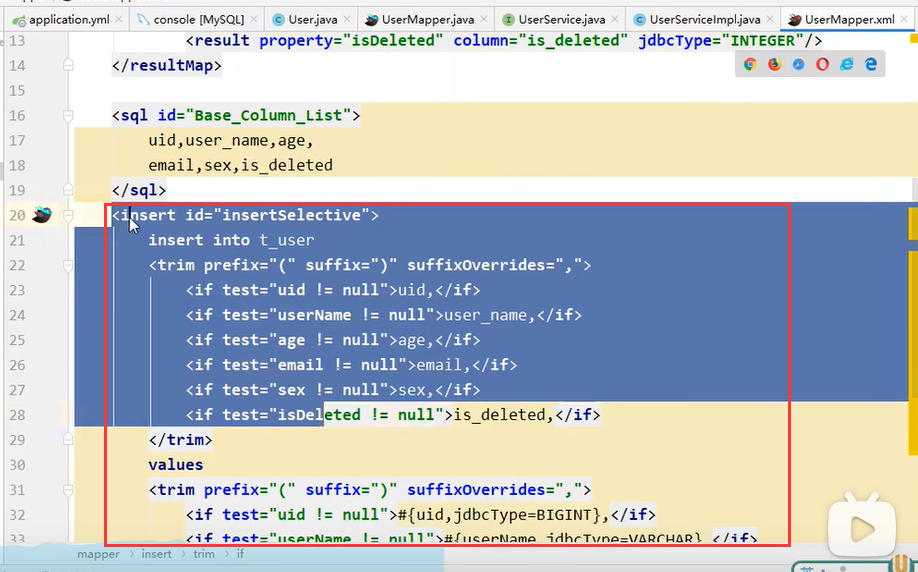 application.yml
console [MySQL]
User.java
UserMapper.java
UserService.java
UserServiceImpl.java
UserMapper.xml
13 <result property="isDeleted" column="is_deleted" jdbcType="INTEGER"/>
14 </resultMap>
15
16 <sql id="Base_Column_List">
17 uid,user_name,age,
18 email,sex,is_deleted
19 </sql>
20 <insert id="insertSelective">
21 insert into t_user
22 <trim prefix="(" suffix=")" suffixOverrides=",">
23 <if test="uid != null">uid,</if>
24 <if test="userName != null">user_name,</if>
25 <if test="age != null">age,</if>
26 <if test="email != null">email,</if>
27 <if test="sex != null">sex,</if>
28 <if test="isDeleted != null">is_deleted,</if>
29 </trim>
30 values
31 <trim prefix="(" suffix=")" suffixOverrides=",">
32 <if test="uid != null">#{uid,jdbcType=BIGINT},</if>
33 <if test="userName != null">#{userName,jdbcType=VARCHAR},</if>
mapper > insert > trim > if